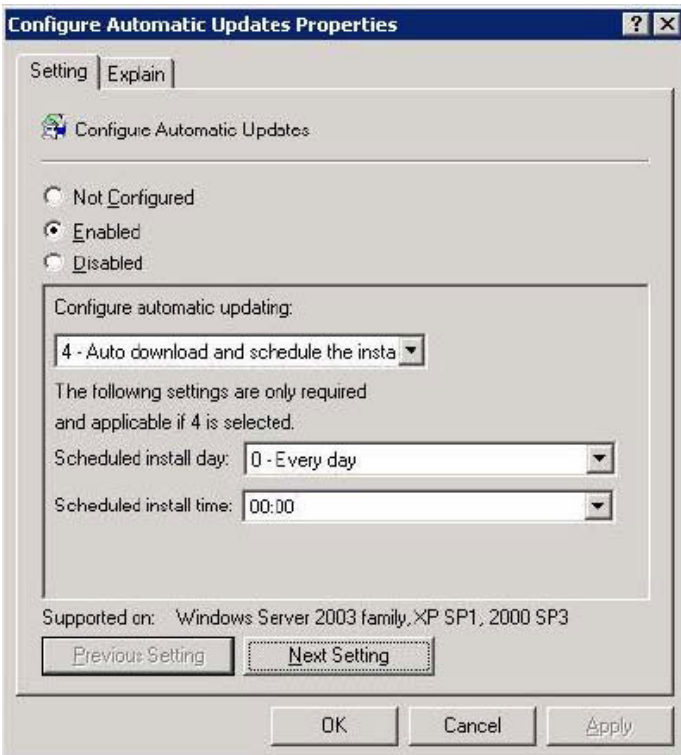 Configure Automatic Updates Properties
Setting
Explain
Configure Automatic Updates
Not Configured
Enabled
Disabled
Configure automatic updating:
4 - Auto download and schedule the insta
The following settings are only required
and applicable if 4 is selected.
Scheduled install day: 0 - Every day
Scheduled install time: 00:00
Supported on: Windows Server 2003 family, XP SP1, 2000 SP3
Previous Setting
Next Setting
OK
Cancel
Apply